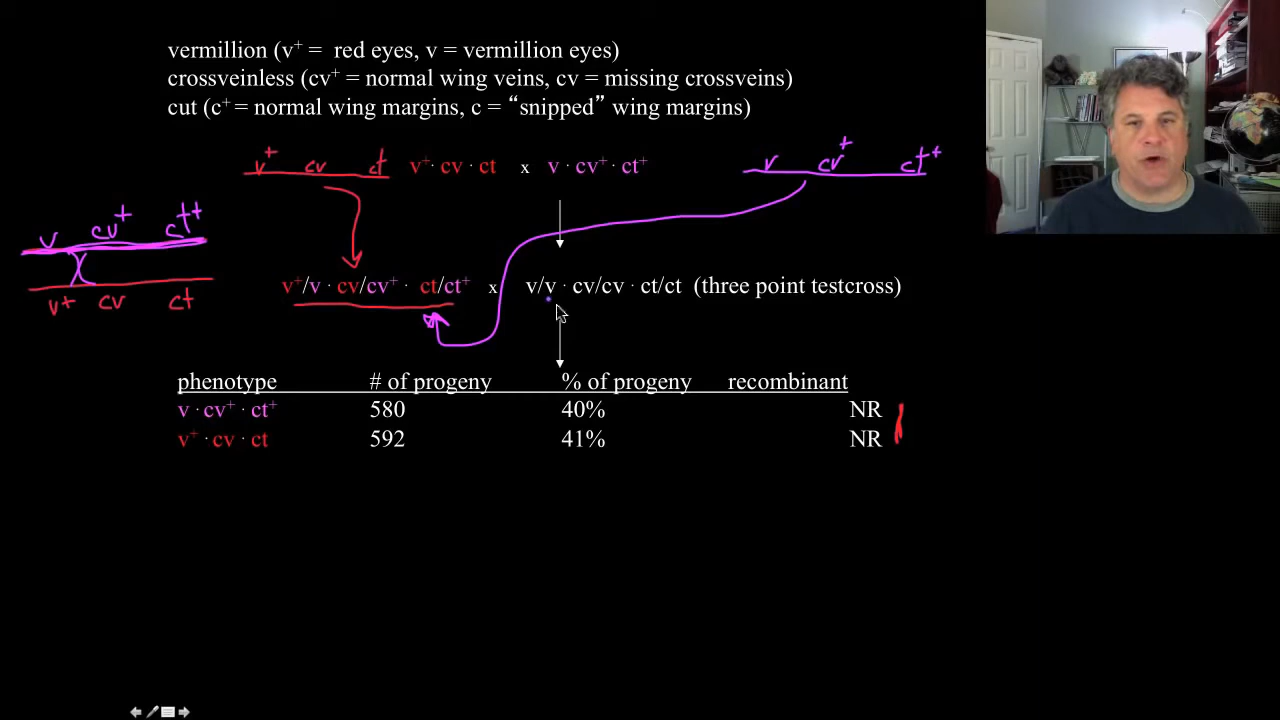 vermillion (v⁺ = red eyes, v = vermillion eyes)
crossveinless (cv⁺ = normal wing veins, cv = missing crossveins)
cut (c⁺ = normal wing margins, c = “snipped” wing margins)
v⁺ cv ct v⁺· cv · ct x v · cv⁺ · ct⁺ v cv⁺ ct⁺
v cv⁺ ct⁺
v⁺/v · cv/cv⁺ · ct/ct⁺ x v/v · cv/cv · ct/ct (three point testcross)
v⁺ cv ct
phenotype # of progeny % of progeny recombinant
v · cv⁺ · ct⁺ 580 40% NR
v⁺ · cv · ct 592 41% NR